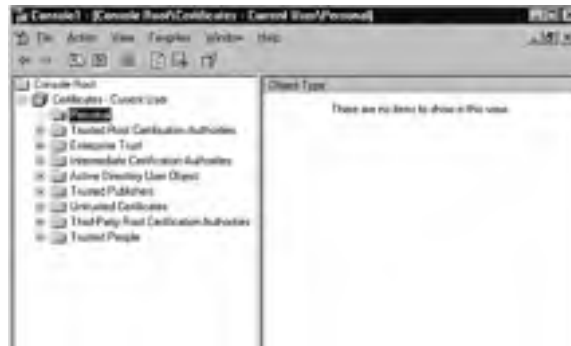 Console1 - [Console Root\Certificates - Current User\Personal]
File Action View Favorites Window Help
Console Root
Certificates - Current User
Personal
Trusted Root Certification Authorities
Enterprise Trust
Intermediate Certification Authorities
Active Directory User Object
Trusted Publishers
Untrusted Certificates
Third-Party Root Certification Authorities
Trusted People
Object Type
There are no items to show in this view.